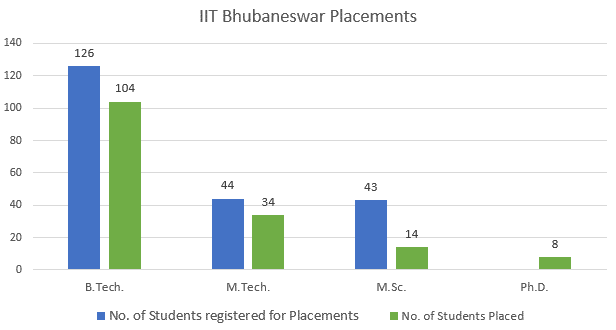 IIT Bhubaneswar Placements
140
120
100
80
60
40
20
0
126
104
44
34
43
14
8
B.Tech.
M.Tech.
M.Sc.
Ph.D.
No. of Students registered for Placements
No. of Students Placed